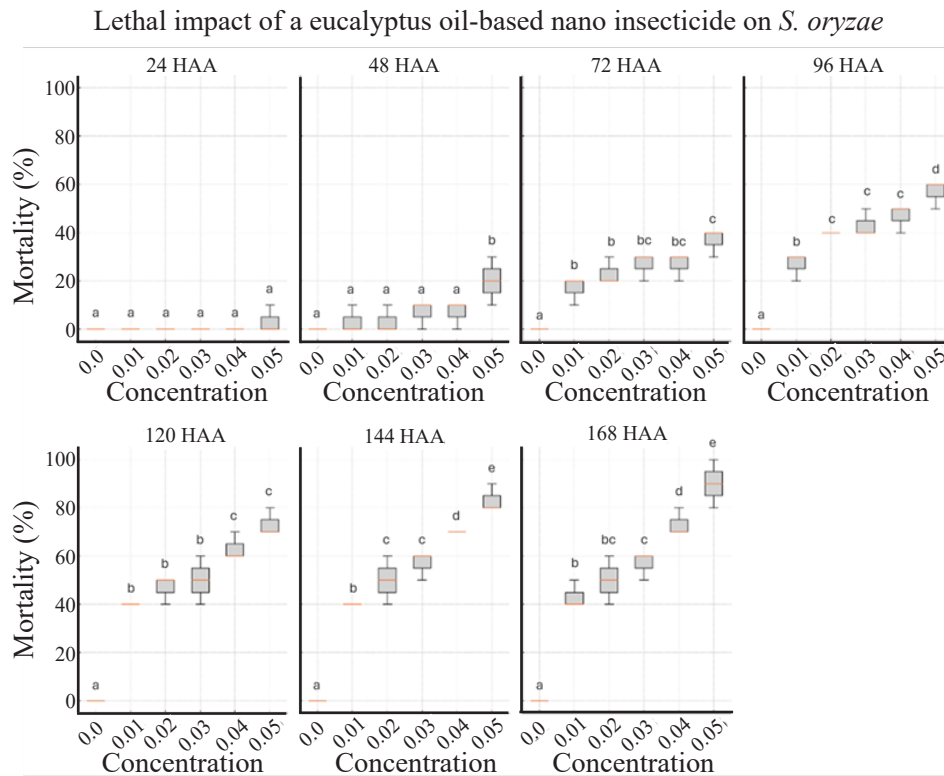 Lethal impact of a eucalyptus oil-based nano insecticide on S. oryzae
24 HAA 48 HAA 72 HAA 96 HAA
Mortality (%)
100
80
60
40
20
0
a a a a a a
a a a a a b
a b b bc bc c
a b c c c d
0.0 0.01 0.02 0.03 0.04 0.05
0.0 0.01 0.02 0.03 0.04 0.05
0.0 0.01 0.02 0.03 0.04 0.05
0.0 0.01 0.02 0.03 0.04 0.05
Concentration Concentration Concentration Concentration
120 HAA 144 HAA 168 HAA
Mortality (%)
100
80
60
40
20
0
a b b b c c
a b c c d e
a b bc c d e
0.0 0.01 0.02 0.03 0.04 0.05
0.0 0.01 0.02 0.03 0.04 0.05
0.0 0.01 0.02 0.03 0.04 0.05
Concentration Concentration Concentration